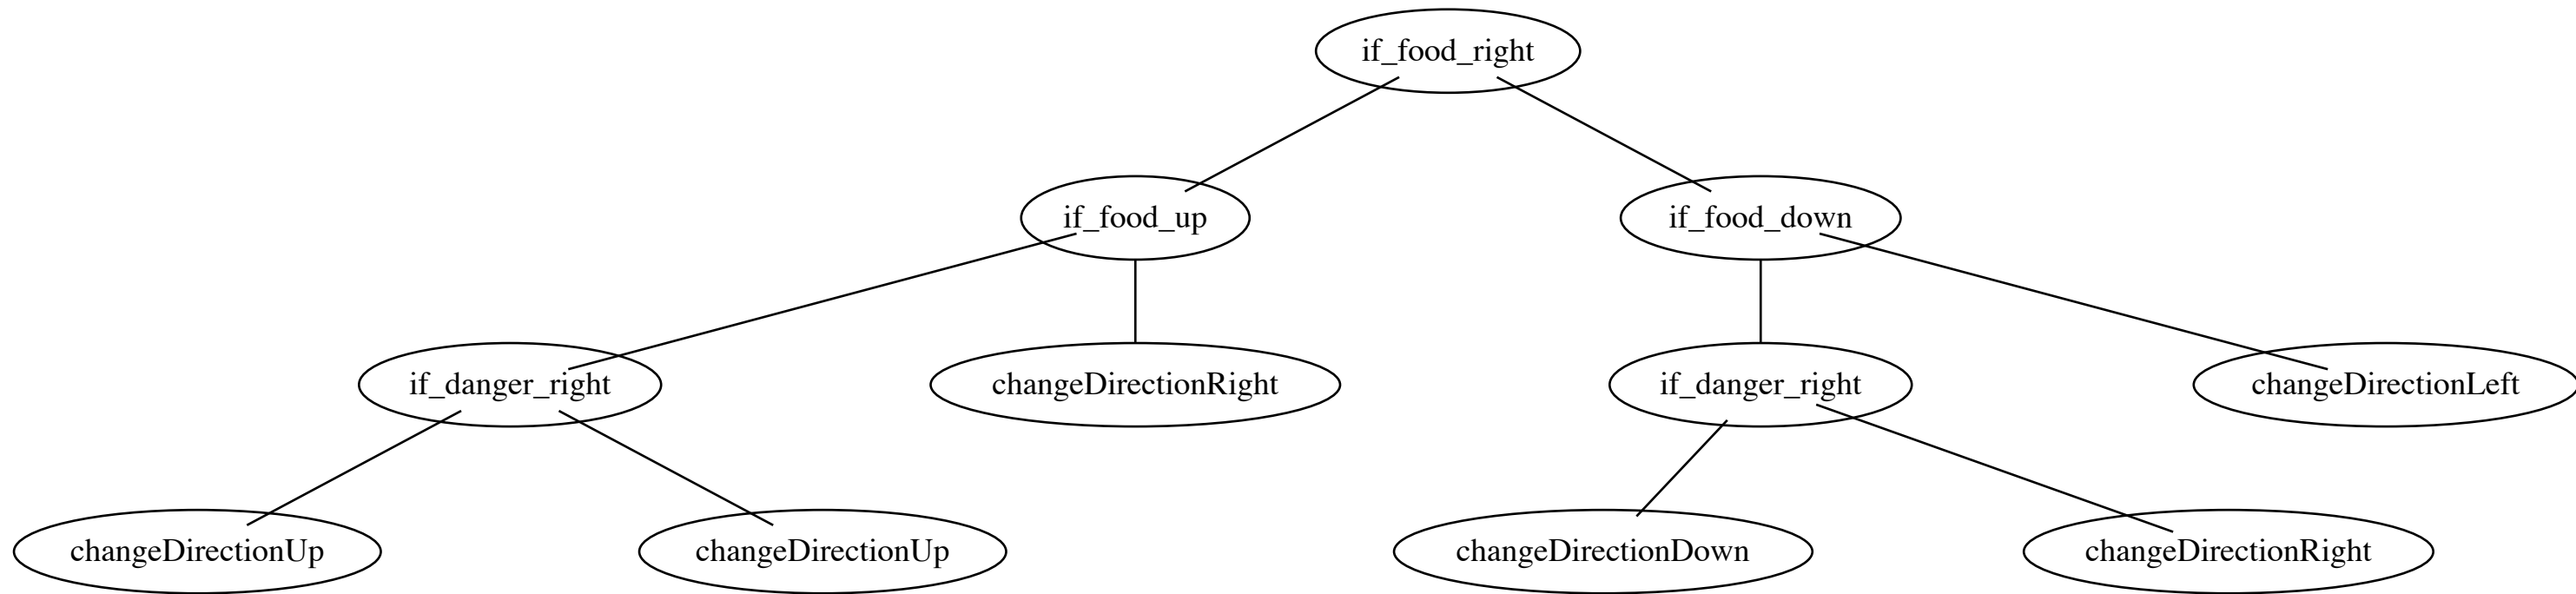 if_food_right
if_food_up
if_food_down
if_danger_right
changeDirectionRight
if_danger_right
changeDirectionLeft
changeDirectionUp
changeDirectionUp
changeDirectionDown
changeDirectionRight